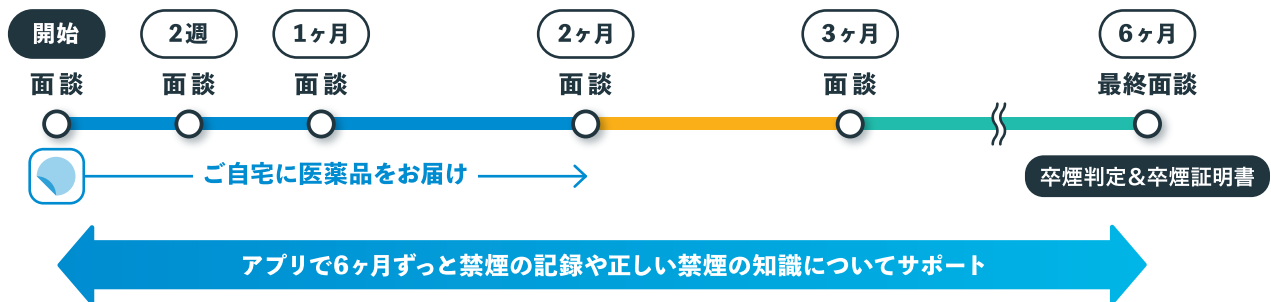 開始
2週
1ヶ月
2ヶ月
3ヶ月
6ヶ月
面談
面談
面談
面談
面談
最終面談
ご自宅に医薬品をお届け
卒煙判定&卒煙証明書
アプリで6ヶ月ずっと禁煙の記録や正しい禁煙の知識についてサポート